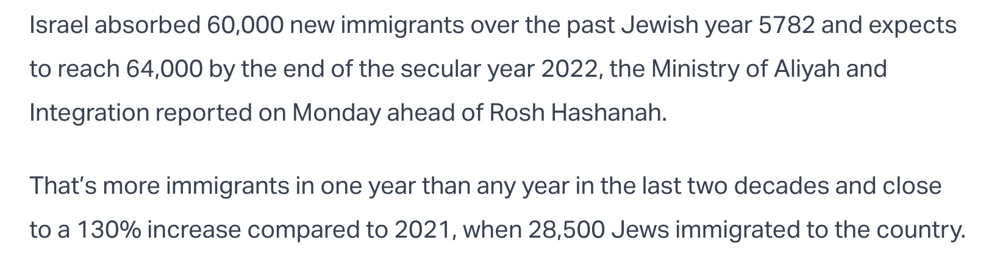 Israel absorbed 60,000 new immigrants over the past Jewish year 5782 and expects
to reach 64,000 by the end of the secular year 2022, the Ministry of Aliyah and
Integration reported on Monday ahead of Rosh Hashanah.
That’s more immigrants in one year than any year in the last two decades and close
to a 130% increase compared to 2021, when 28,500 Jews immigrated to the country.